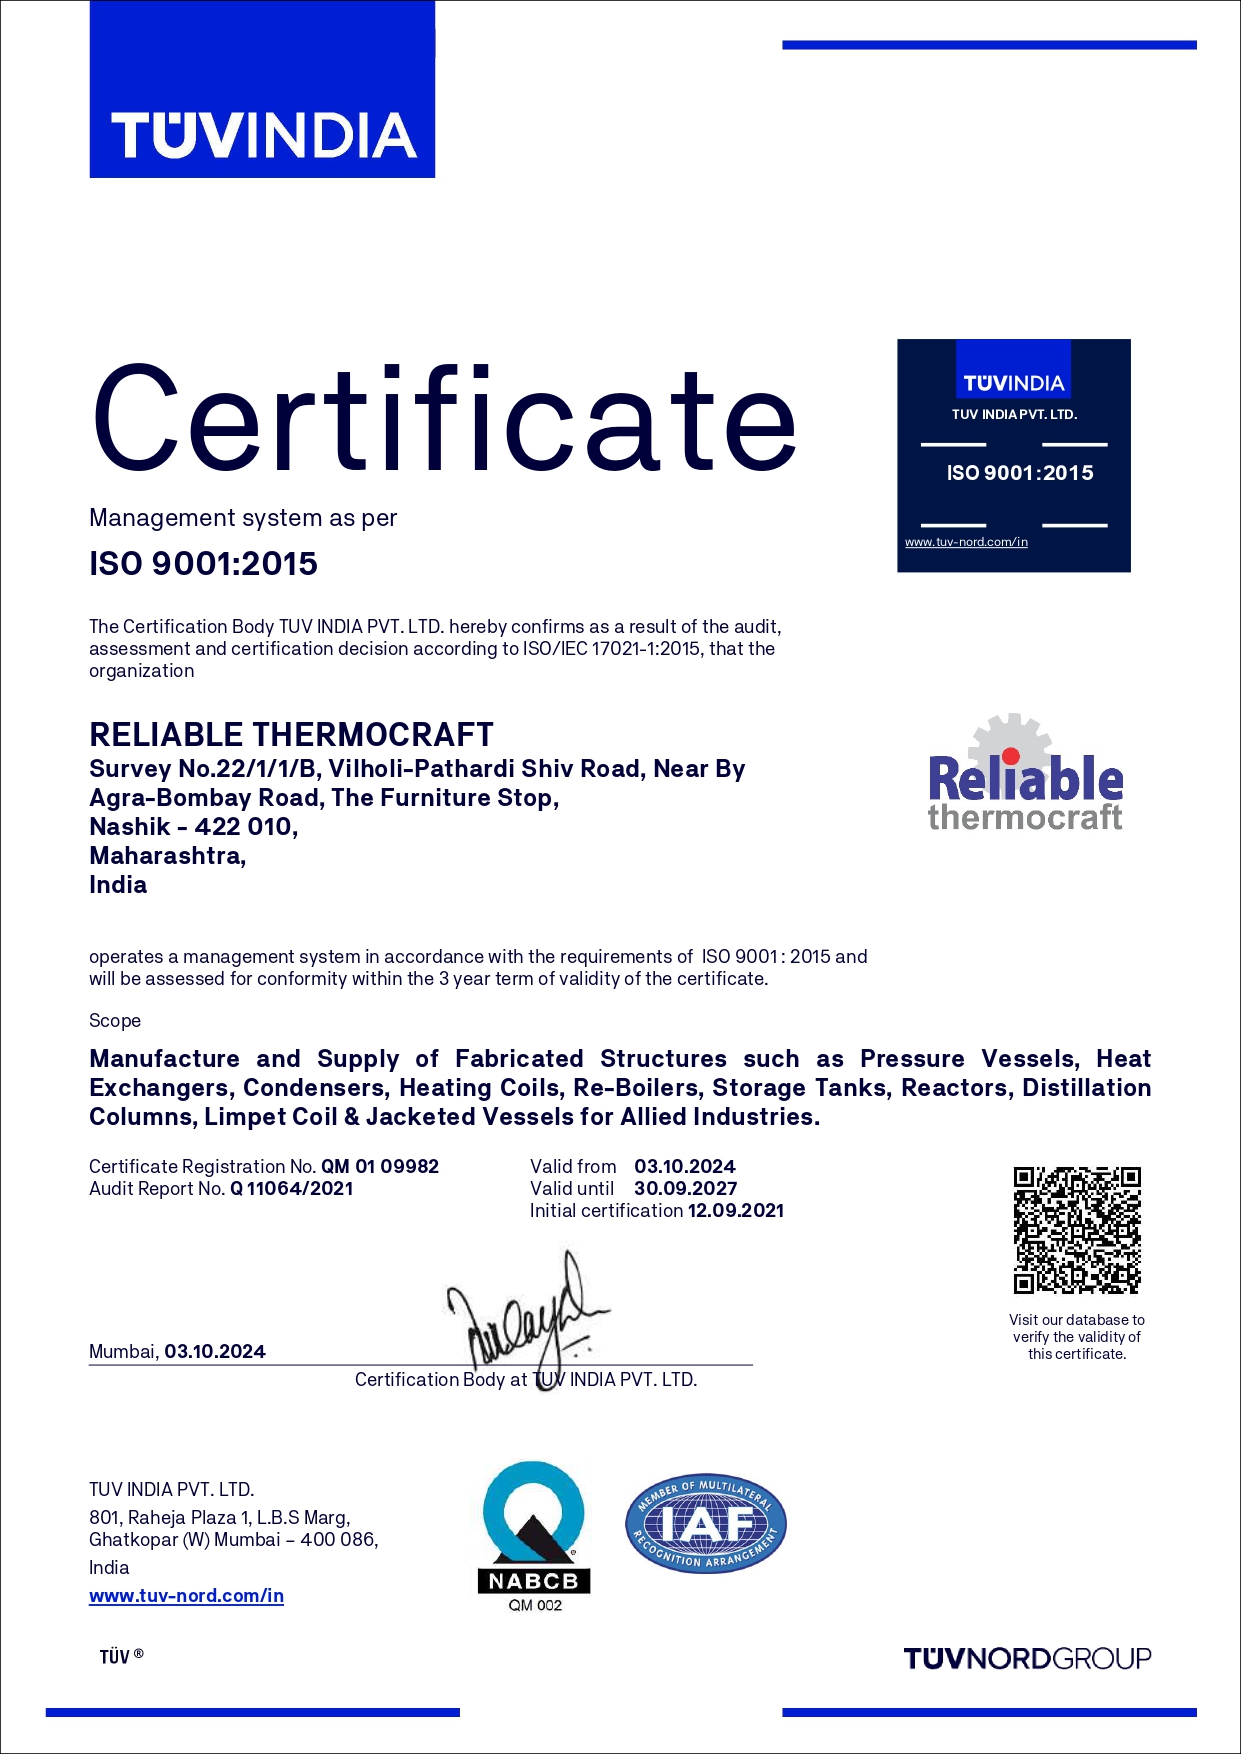 TÜVINDIA
Certificate
TÜVINDIA
TUV INDIA PVT. LTD.
ISO 9001:2015
www.tuv-nord.com/in
Management system as per
ISO 9001:2015
The Certification Body TUV INDIA PVT. LTD. hereby confirms as a result of the audit,
assessment and certification decision according to ISO/IEC 17021-1:2015, that the
organization
RELIABLE THERMOCRAFT
Survey No.22/1/1/B, Vilholi-Pathardi Shiv Road, Near By
Agra-Bombay Road, The Furniture Stop,
Nashik - 422 010,
Maharashtra,
India
Reliable
thermocraft
operates a management system in accordance with the requirements of ISO 9001 : 2015 and
will be assessed for conformity within the 3 year term of validity of the certificate.
Scope
Manufacture and Supply of Fabricated Structures such as Pressure Vessels, Heat
Exchangers, Condensers, Heating Coils, Re-Boilers, Storage Tanks, Reactors, Distillation
Columns, Limpet Coil & Jacketed Vessels for Allied Industries.
Certificate Registration No. QM 01 09982
Audit Report No. Q 11064/2021
Valid from 03.10.2024
Valid until 30.09.2027
Initial certification 12.09.2021
Visit our database to
verify the validity of
this certificate.
Mumbai, 03.10.2024
Certification Body at TUV INDIA PVT. LTD.
TUV INDIA PVT. LTD.
801, Raheja Plaza 1, L.B.S Marg,
Ghatkopar (W) Mumbai – 400 086,
India
www.tuv-nord.com/in
NABCB
QM 002
MEMBER OF MULTILATERAL
IAF
RECOGNITION ARRANGEMENT
TÜV ®
TÜVNORDGROUP